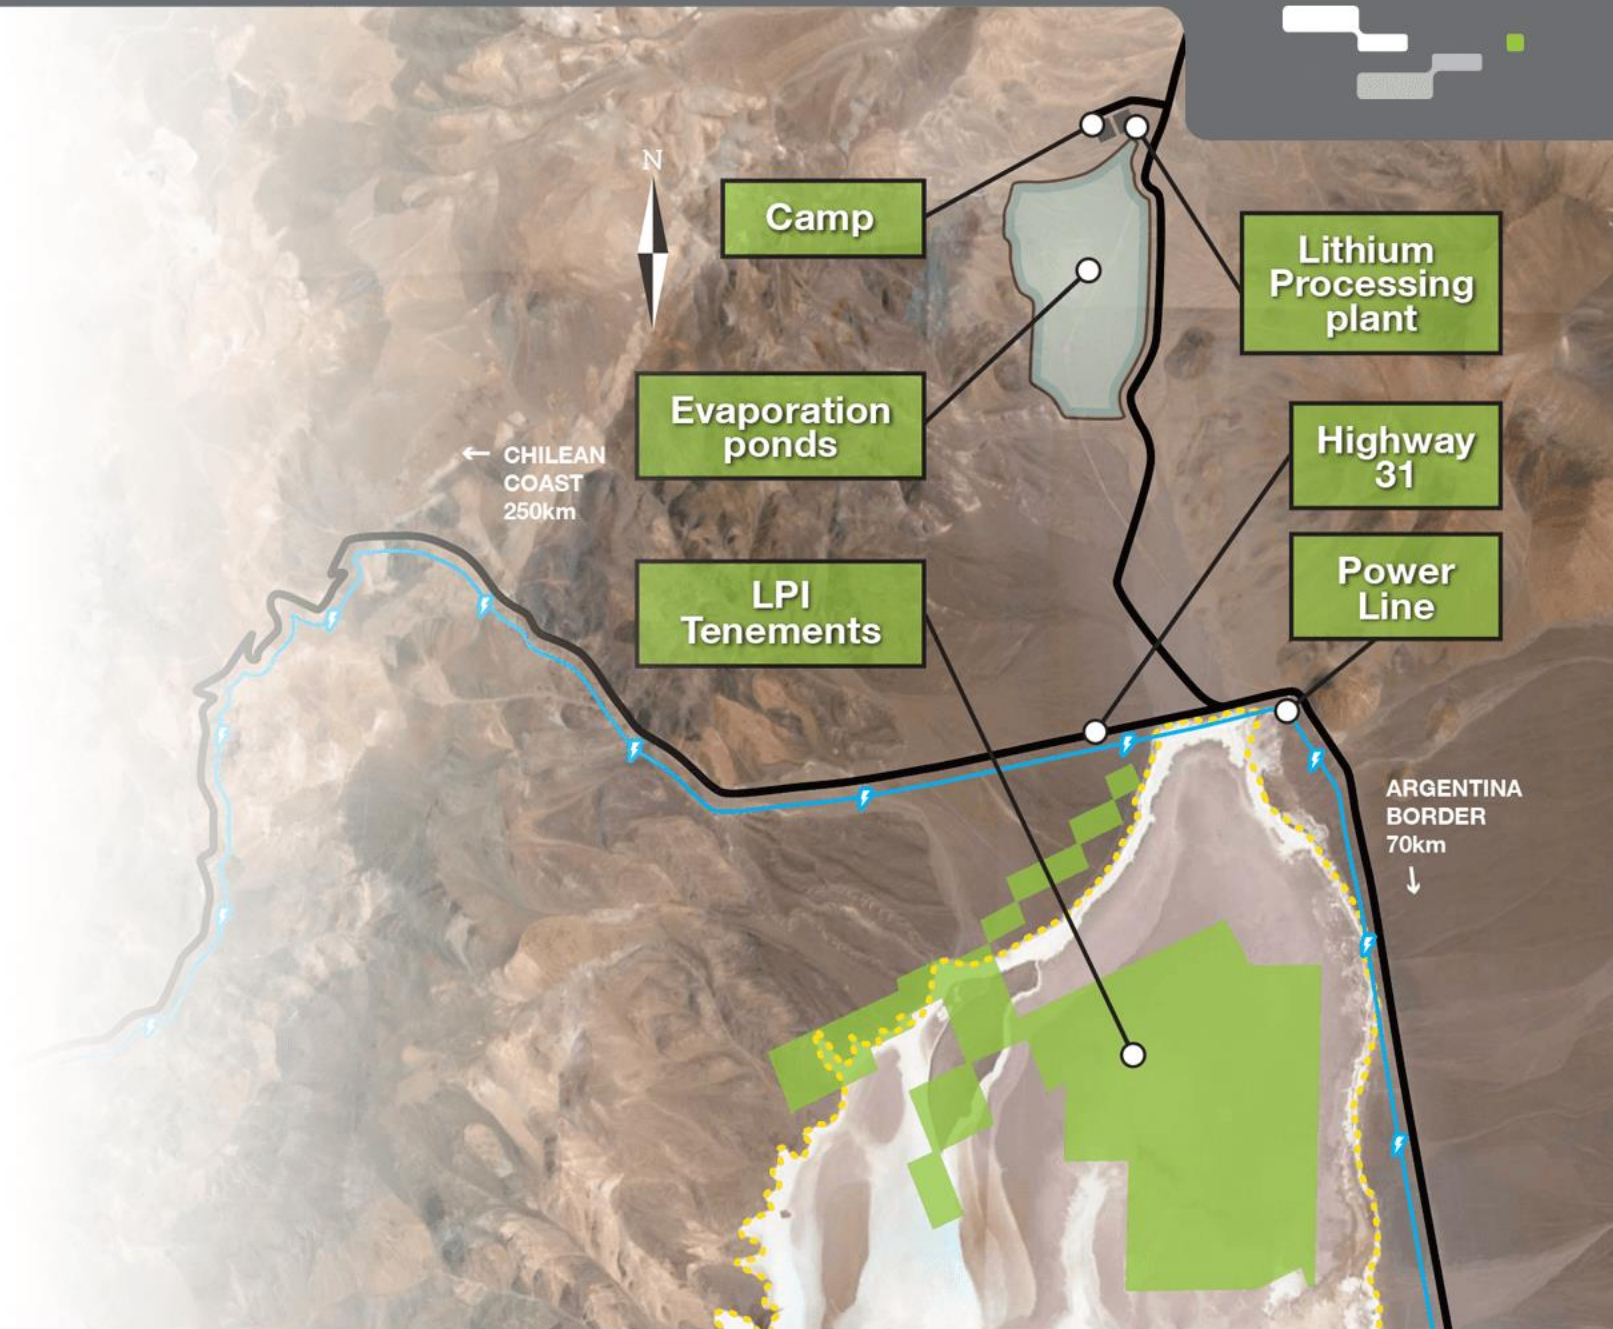 N
Camp
Lithium
Processing
plant
Evaporation
ponds
Highway
31
← CHILEAN
COAST
250km
LPI
Tenements
Power
Line
ARGENTINA
BORDER
70km
↓